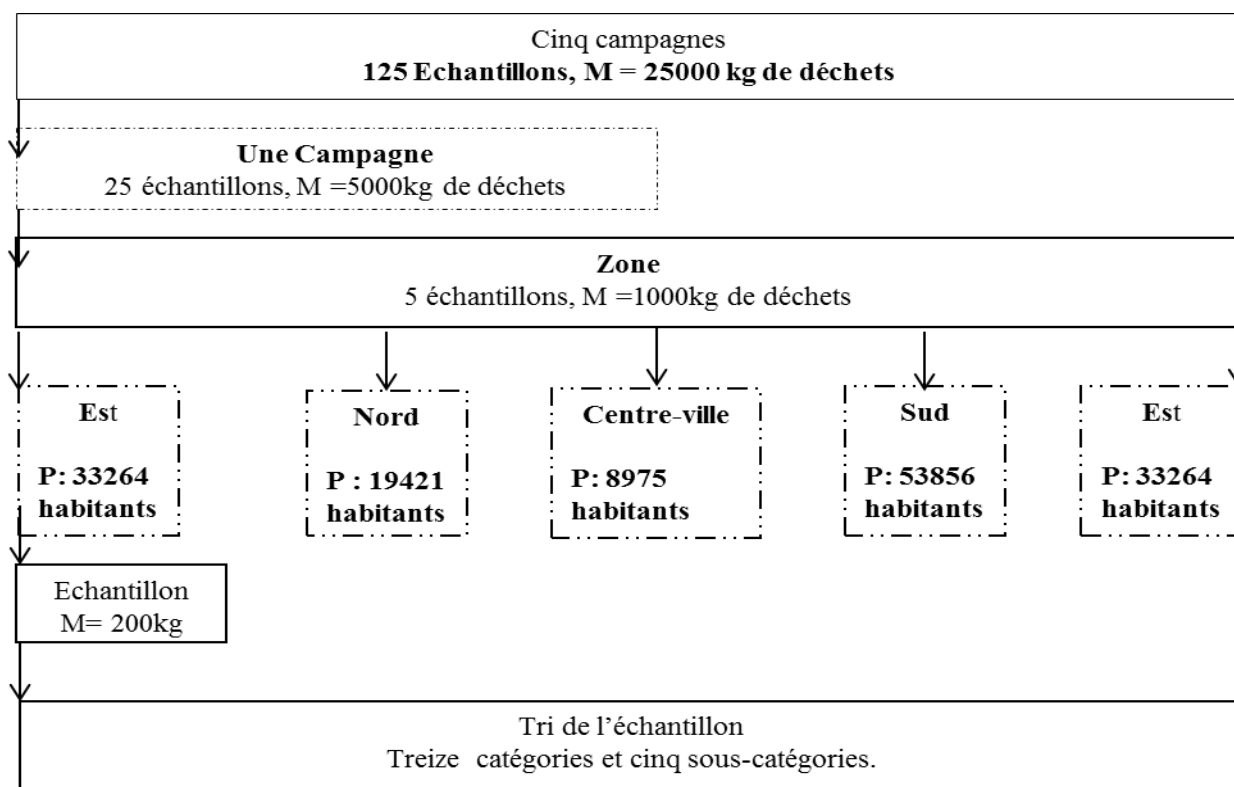 Cinq campagnes
125 Echantillons, M = 25000 kg de déchets
Une Campagne
25 échantillons, M =5000kg de déchets
Zone
5 échantillons, M =1000kg de déchets
Est
P: 33264
habitants
Nord
P : 19421
habitants
Centre-ville
P: 8975
habitants
Sud
P: 53856
habitants
Est
P: 33264
habitants
Echantillon
M= 200kg
Tri de l'échantillon
Treize catégories et cinq sous-catégories.